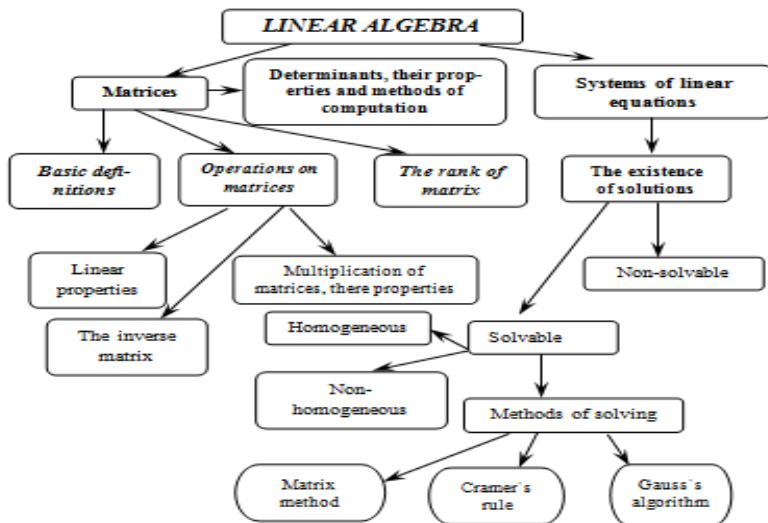 LINEAR ALGEBRA
Determinants, their prop-
erties and methods of
computation
Matrices
Systems of linear
equations
Basic defi-
nitions
Operations on
matrices
The rank of
matrix
The existence
of solutions
Linear
properties
Multiplication of
matrices, there properties
Non-solvable
The inverse
matrix
Homogeneous
Solvable
Non-
homogeneous
Methods of solving
Matrix
method
Cramer`s
rule
Gauss`s
algorithm